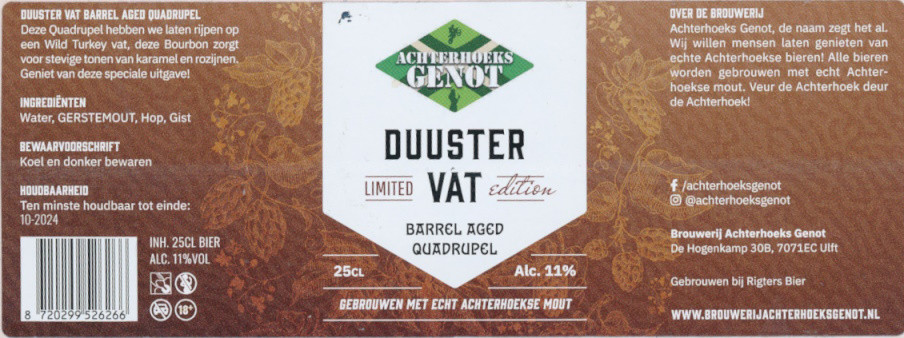 DUUSTER VAT BARREL AGED QUADRUPEL
Deze Quadrupel hebben we laten rijpen op
een Wild Turkey vat, deze Bourbon zorgt
voor stevige tonen van karamel en rozijnen.
Geniet van deze speciale uitgave!
INGREDIËNTEN
Water, GERSTEMOUT, Hop, Gist
BEWAARVOORSCHRIFT
Koel en donker bewaren
HOUDBAARHEID
Ten minste houdbaar tot einde:
10-2024
INH. 25CL BIER
ALC. 11%VOL
18+
8 720299 526266
ACHTERHOEKS
GENOT
DUUSTER
LIMITED VAT edition
BARREL AGED
QUADRUPEL
25CL Alc. 11%
GEBROUWEN MET ECHT ACHTERHOEKSE MOUT
OVER DE BROUWERIJ
Achterhoeks Genot, de naam zegt het al.
Wij willen mensen laten genieten van
echte Achterhoekse bieren! Alle bieren
worden gebrouwen met echt Achter-
hoekse mout. Veur de Achterhoek deur
de Achterhoek!
/achterhoeksgenot
@achterhoeksgenot
Brouwerij Achterhoeks Genot
De Hogenkamp 30B, 7071EC Ulft
Gebrouwen bij Rigters Bier
WWW.BROUWERIJACHTERHOEKSGENOT.NL